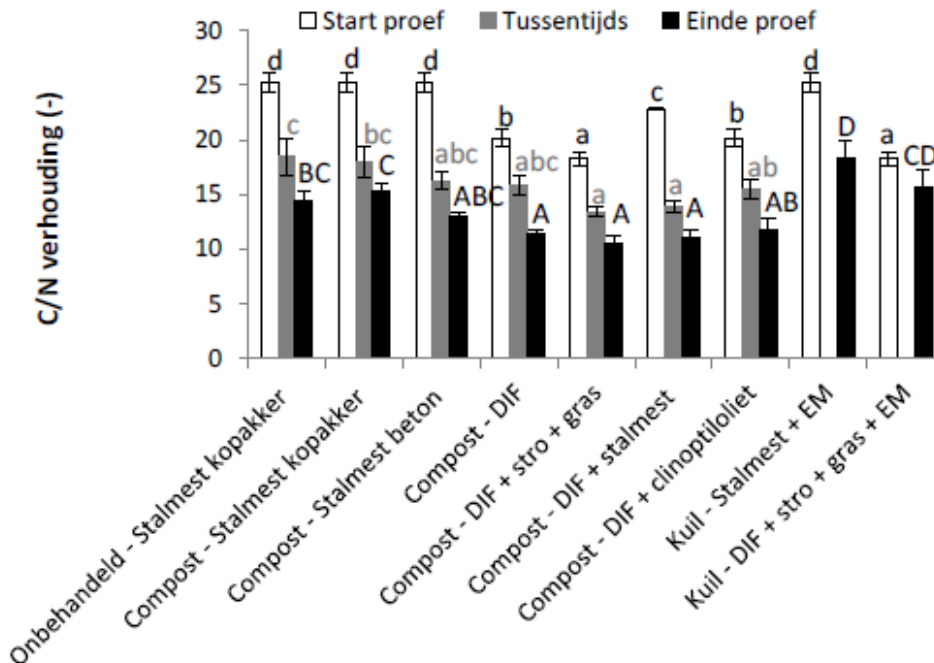 Start proef Tussentijds Einde proef
C/N verhouding (-)
30
25
20
15
10
5
0
d c BC
d bc C
d abc ABC
b abc A
a a A
c a A
b ab AB
d D
a CD
Onbehandeld - Stalmest kopakker
Compost - Stalmest kopakker
Compost - Stalmest beton
Compost - DIF
Compost - DIF + stro + gras
Compost - DIF + stalmest
Compost - DIF + clinoptiloliet
Kuil - Stalmest + EM
Kuil - DIF + stro + gras + EM